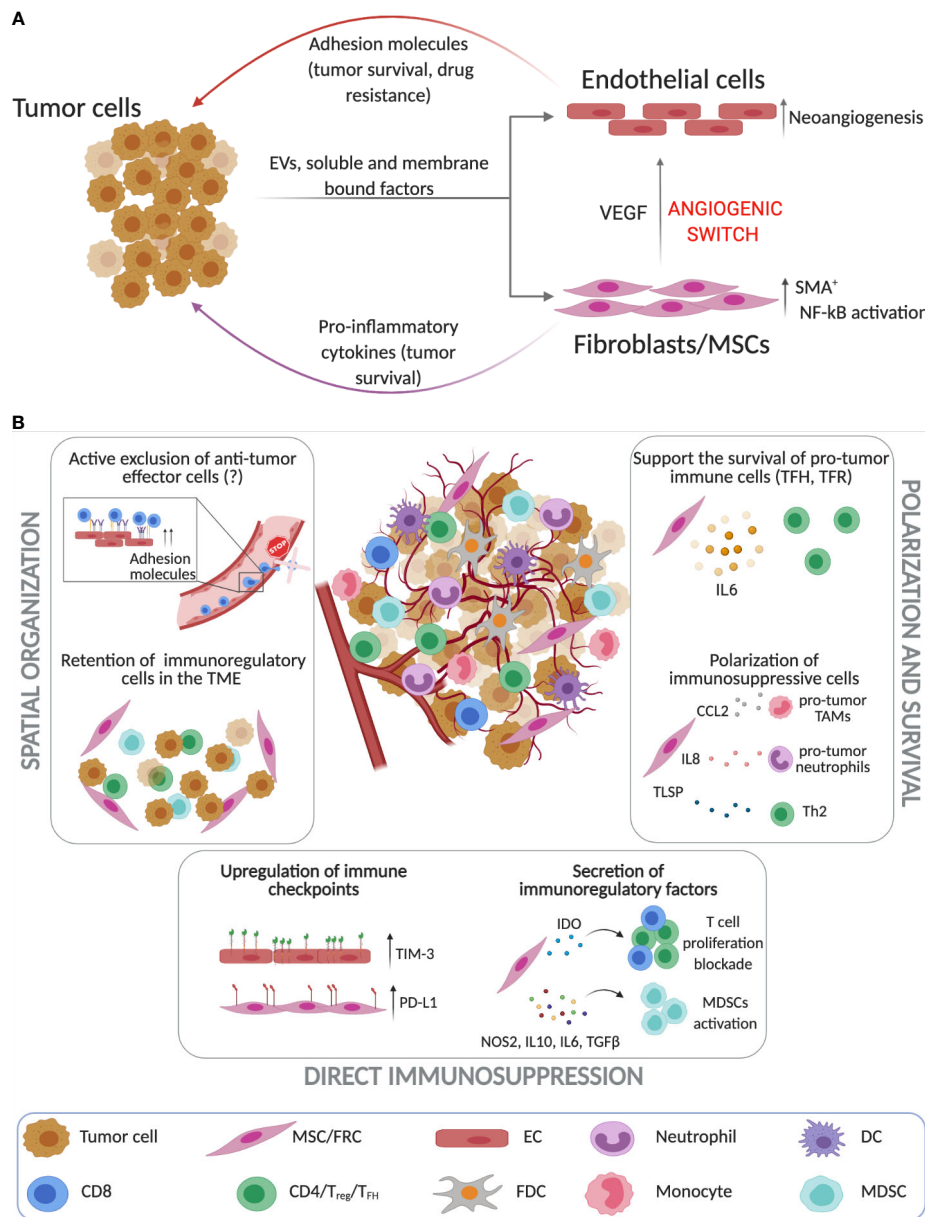 A
Adhesion molecules
(tumor survival, drug
resistance)
Endothelial cells
Tumor cells
Neoangiogenesis
EVs, soluble and membrane
bound factors
VEGF
ANGIOGENIC
SWITCH
SMA+
NF-kB activation
Pro-inflammatory
cytokines (tumor
survival)
Fibroblasts/MSCs
B
SPATIAL ORGANIZATION
Active exclusion of anti-tumor
effector cells (?)
Adhesion
molecules
STOP
Retention of immunoregulatory
cells in the TME
POLARIZATION AND SURVIVAL
Support the survival of pro-tumor
immune cells (TFH, TFR)
IL6
Polarization of
immunosuppressive cells
CCL2
pro-tumor
TAMs
IL8
pro-tumor
neutrophils
TLSP
Th2
Upregulation of immune
checkpoints
TIM-3
PD-L1
Secretion of
immunoregulatory factors
IDO
T cell
proliferation
blockade
MDSCs
activation
NOS2, IL10, IL6, TGFβ
DIRECT IMMUNOSUPPRESSION
Tumor cell
MSC/FRC
EC
Neutrophil
DC
CD8
CD4/Treg/TFH
FDC
Monocyte
MDSC